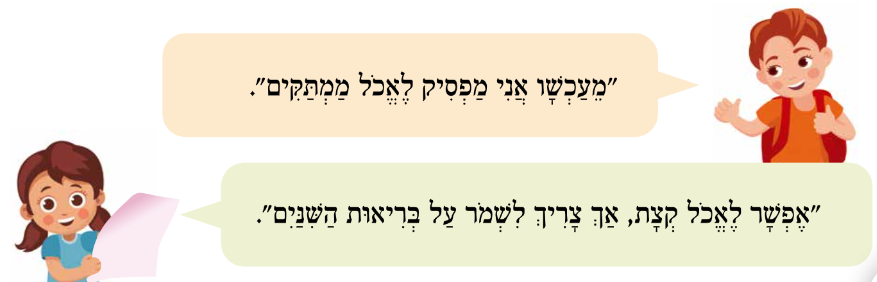 "מֵעַכְשָׁו אֲנִי מַפְסִיק לֶאֱכֹל מַמְתַּקִּים".
"אֶפְשָׁר לֶאֱכֹל קְצָת, אַךְ צָרִיךְ לִשְׁמֹר עַל בְּרִיאוּת הַשִּׁנַּיִם".